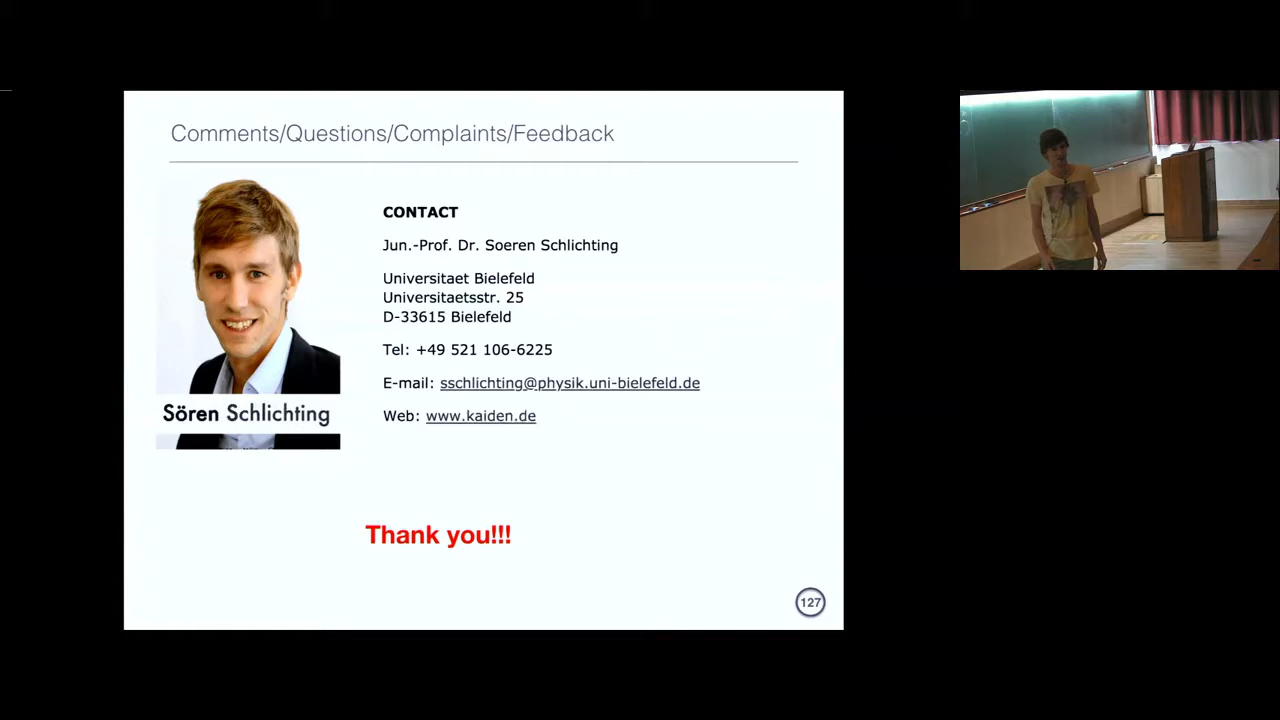 Comments/Questions/Complaints/Feedback
CONTACT
Jun.-Prof. Dr. Soeren Schlichting
Universitaet Bielefeld
Universitaetsstr. 25
D-33615 Bielefeld
Tel: +49 521 106-6225
E-mail: sschlichting@physik.uni-bielefeld.de
Web: www.kaiden.de
Sören Schlichting
Thank you!!!
127